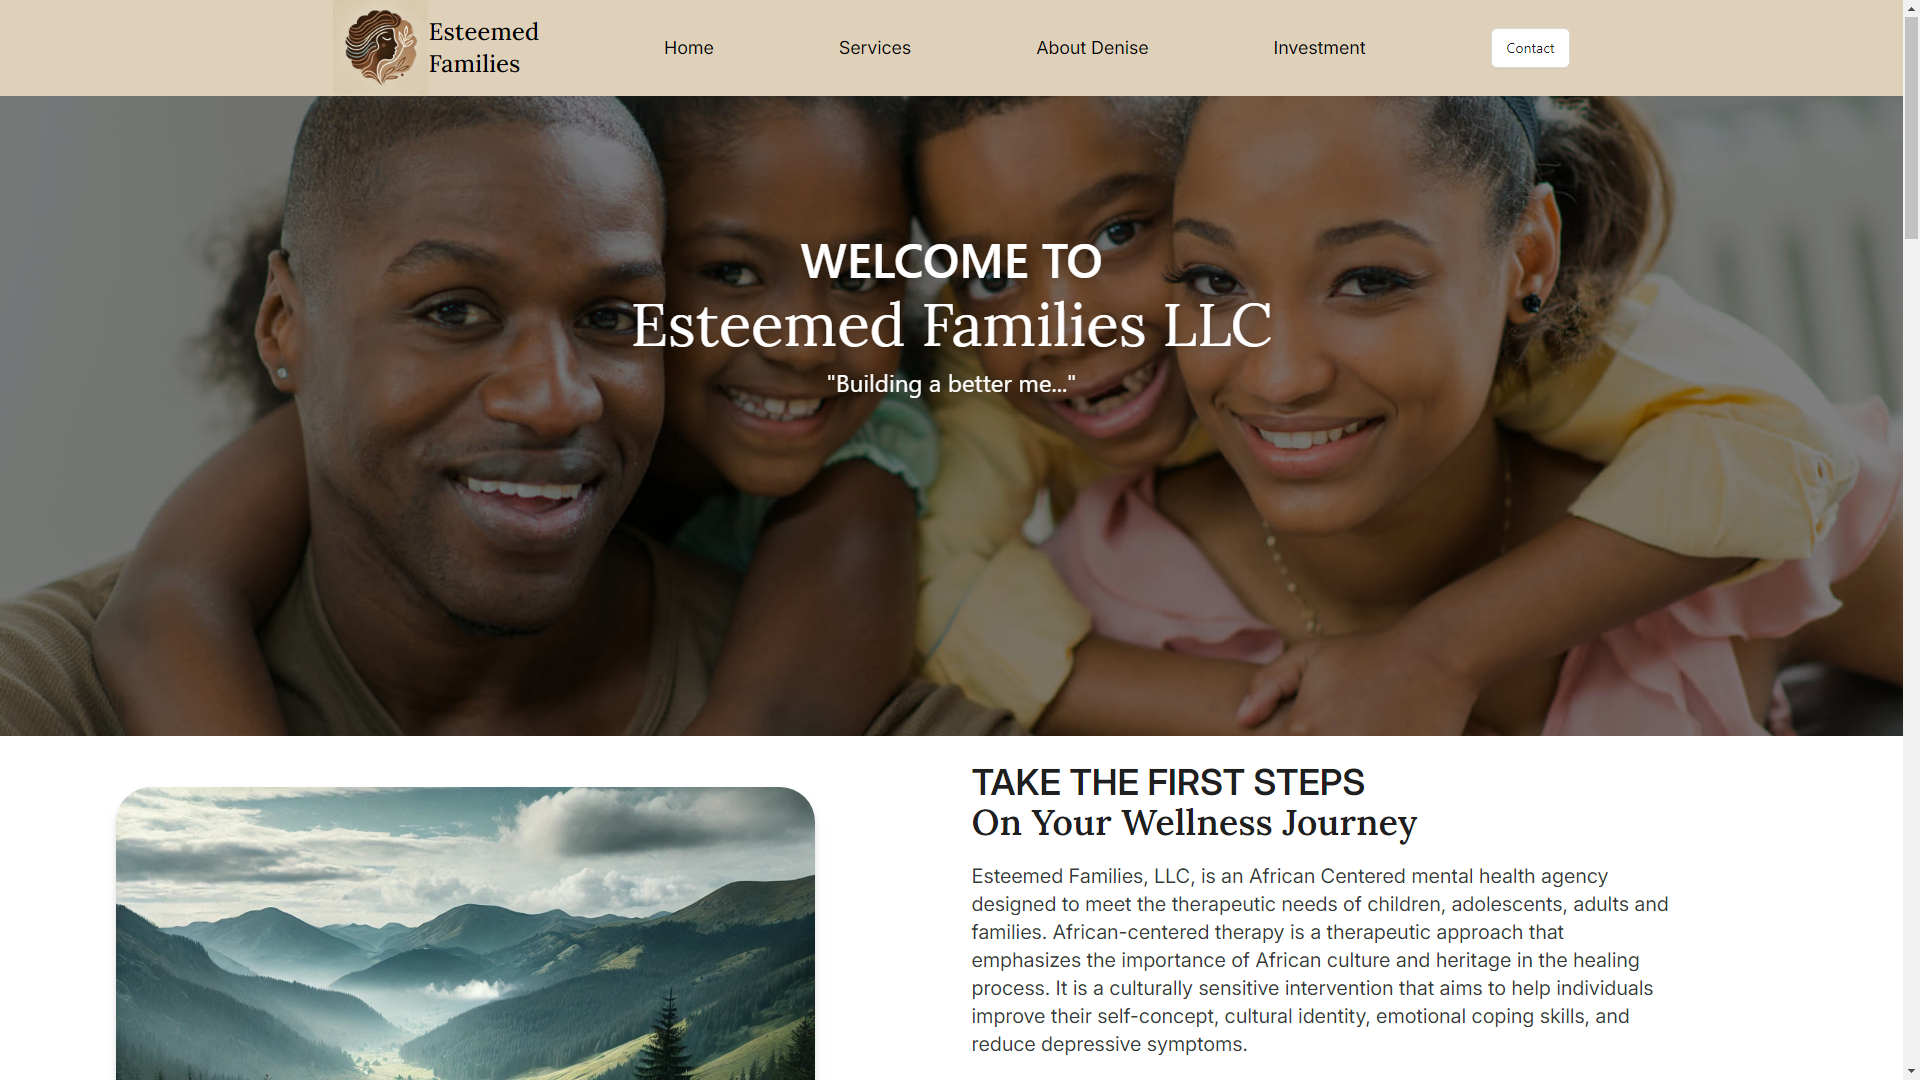 Esteemed
Families
Home
Services
About Denise
Investment
Contact
WELCOME TO
Esteemed Families LLC
"Building a better me..."
TAKE THE FIRST STEPS
On Your Wellness Journey
Esteemed Families, LLC, is an African Centered mental health agency
designed to meet the therapeutic needs of children, adolescents, adults and
families. African-centered therapy is a therapeutic approach that
emphasizes the importance of African culture and heritage in the healing
process. It is a culturally sensitive intervention that aims to help individuals
improve their self-concept, cultural identity, emotional coping skills, and
reduce depressive symptoms.